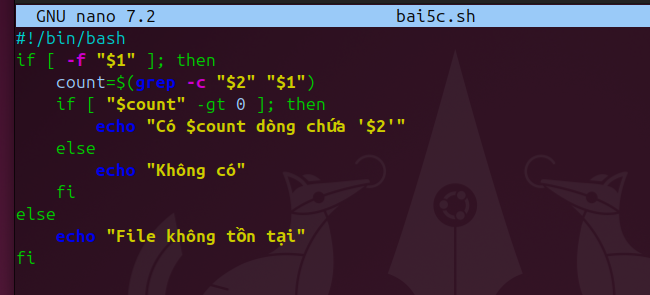 GNU nano 7.2 bai5c.sh
#!/bin/bash
if [ -f "$1" ]; then
    count=$(grep -c "$2" "$1")
    if [ "$count" -gt 0 ]; then
        echo "Có $count dòng chứa '$2'"
    else
        echo "Không có"
    fi
else
    echo "File không tồn tại"
fi